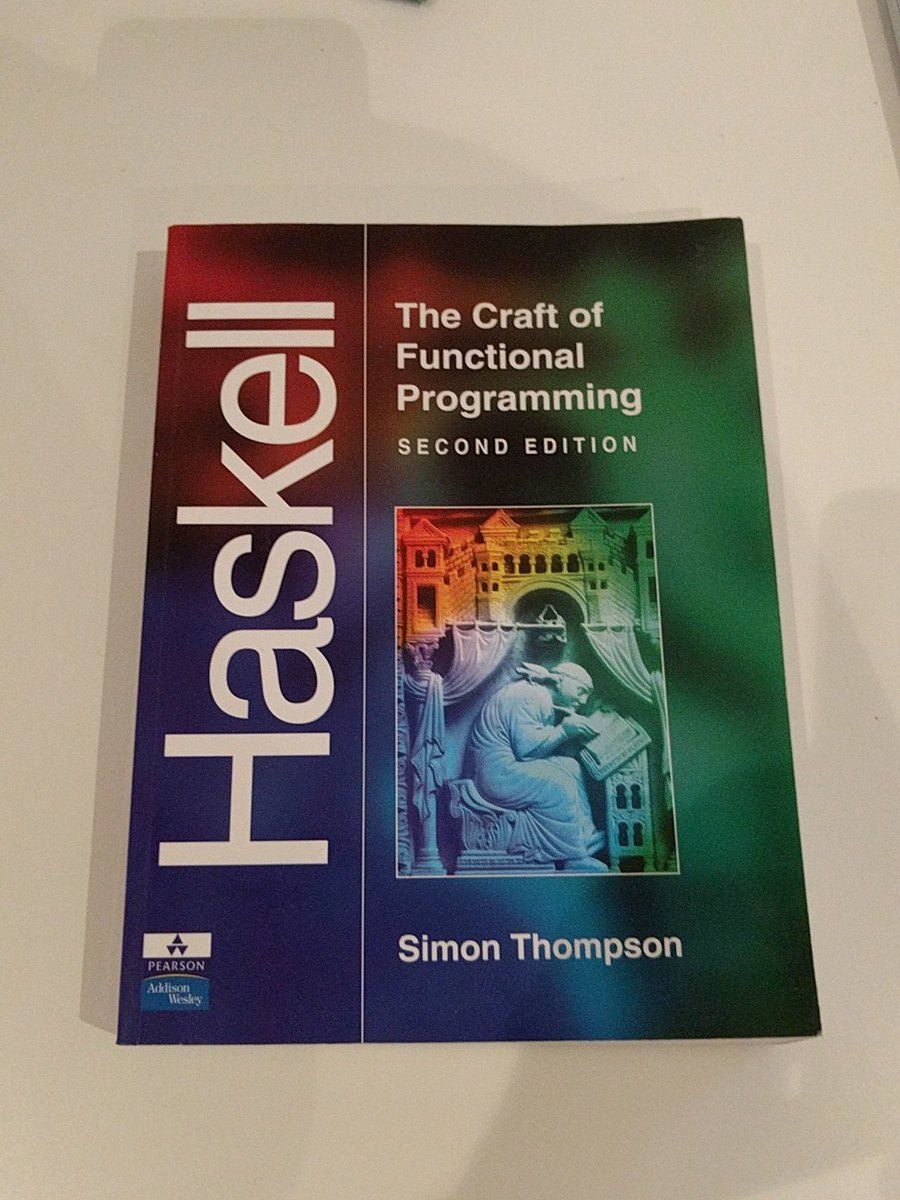 Haskell
The Craft of
Functional
Programming
SECOND EDITION
Simon Thompson
PEARSON
Addison
Wesley